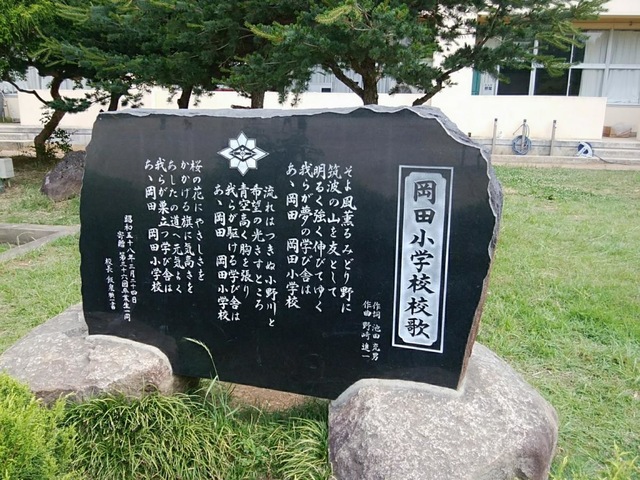 岡田小学校校歌
作詞 池田 光男
作曲 野崎 進一
そよ風薫るみどり野に
筑波の山を友として
明るく強く伸びてゆく
我らが夢の学び舎は
あゝ岡田 岡田小学校
流れはつきぬ小野川と
希望の光さすところ
青空高く胸を張り
我らが駆ける学び舎は
あゝ岡田 岡田小学校
桜の花にやさしさを
かかげる旗に気高きを
あしたの道へ元気よく
我らが巣立つ学び舎は
あゝ岡田 岡田小学校
昭和五十八年三月二十四日
寄贈 第三十六回卒業生一同
校長 飯泉